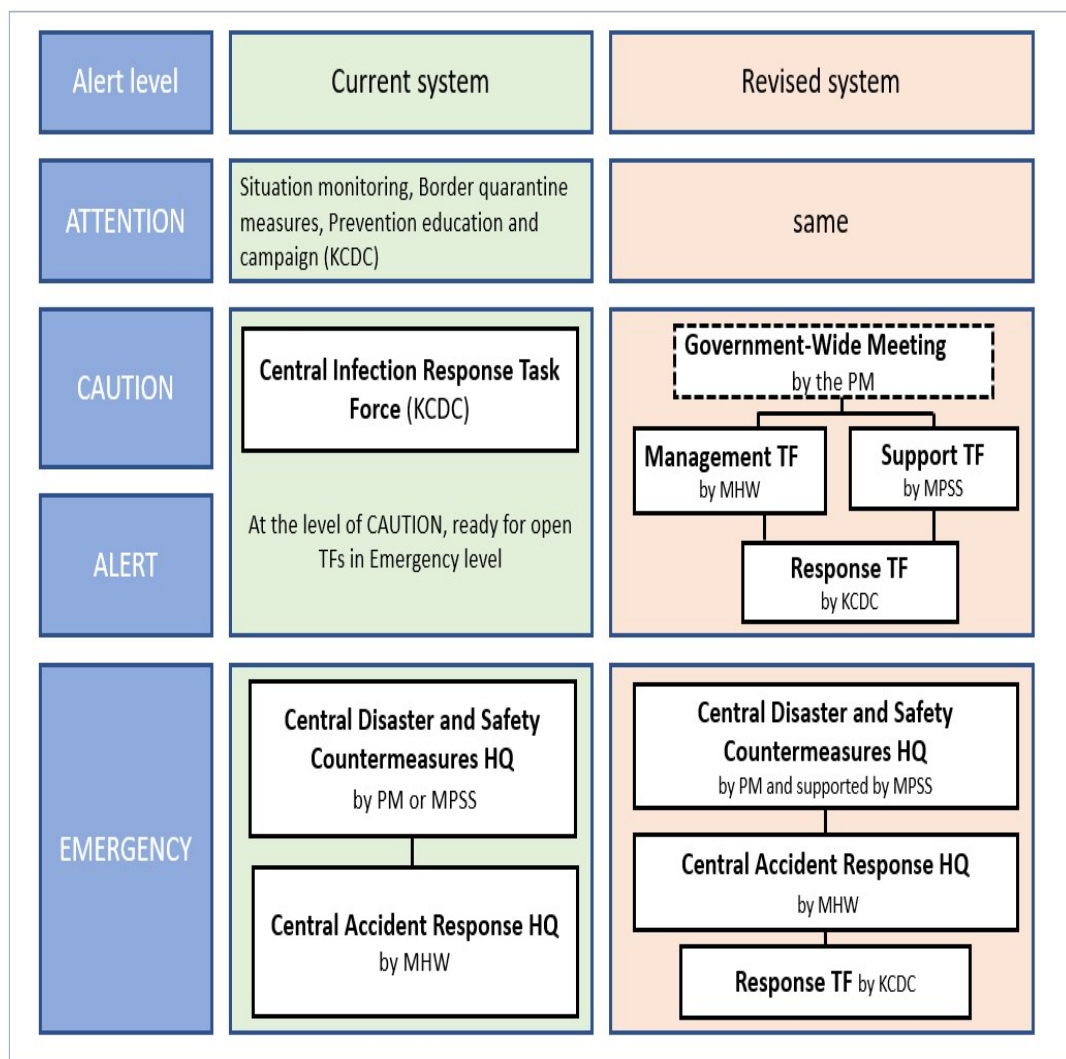 Alert level
Current system
Revised system
ATTENTION
Situation monitoring, Border quarantine
measures, Prevention education and
campaign (KCDC)
same
CAUTION
Central Infection Response Task
Force (KCDC)
Government-Wide Meeting
by the PM
Management TF
by MHW
Support TF
by MPSS
ALERT
At the level of CAUTION, ready for open
TFs in Emergency level
Response TF
by KCDC
EMERGENCY
Central Disaster and Safety
Countermeasures HQ
by PM or MPSS
Central Accident Response HQ
by MHW
Central Disaster and Safety
Countermeasures HQ
by PM and supported by MPSS
Central Accident Response HQ
by MHW
Response TF by KCDC